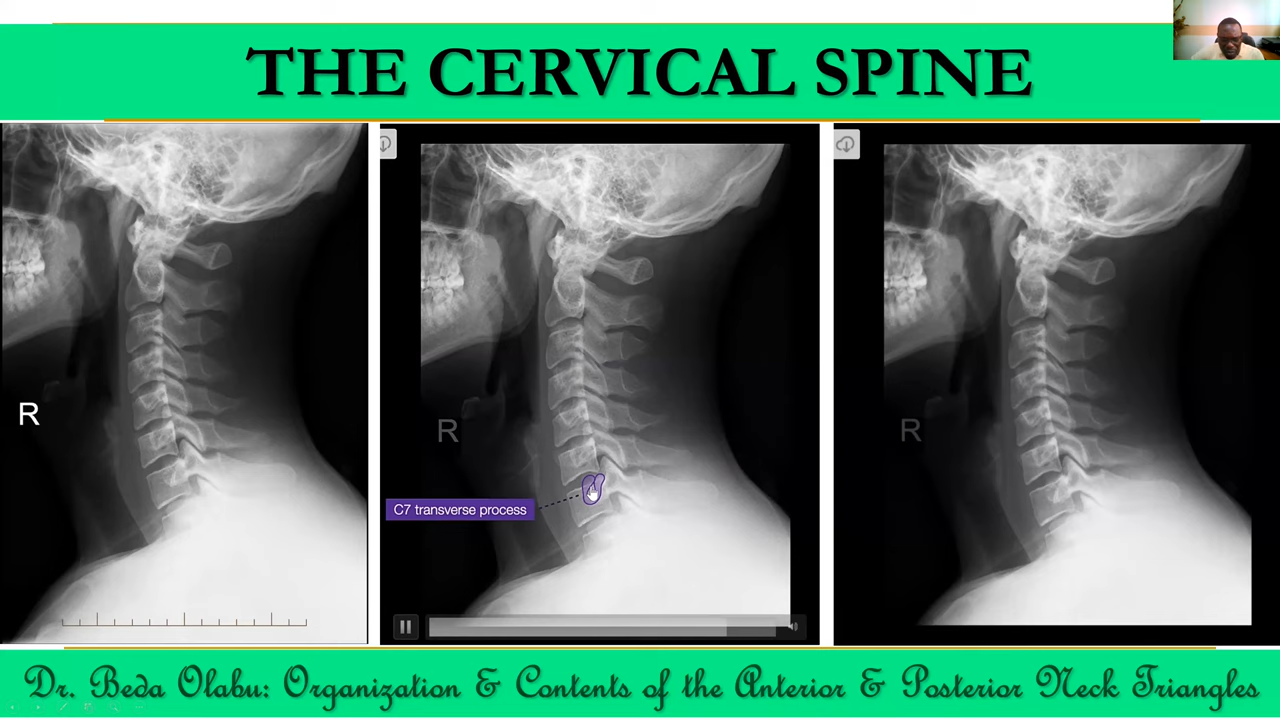 THE CERVICAL SPINE
R
R
C7 transverse process
R
Dr. Beda Olabu: Organization & Contents of the Anterior & Posterior Neck Triangles